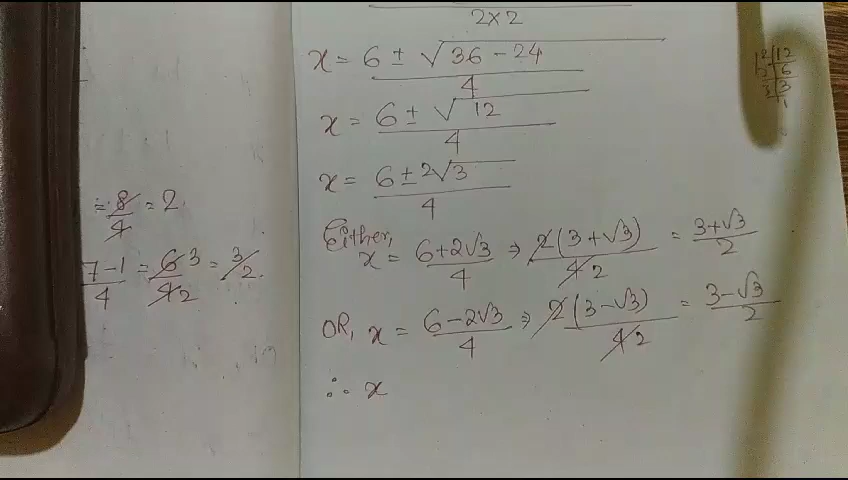 2×2
x = 6 ± √36 - 24 / 4
x = 6 ± √12 / 4
x = 6 ± 2√3 / 4
Either,
x = 6+2√3 / 4 ⇒ 2(3+√3) / 4 2 = 3+√3 / 2
OR, x = 6-2√3 / 4 ⇒ 2(3-√3) / 4 2 = 3-√3 / 2
∴ x
= 8/4 = 2
7-1 / 4 = 6 3 / 4 2 = 3/2.
2 12
2 6
3 3
1